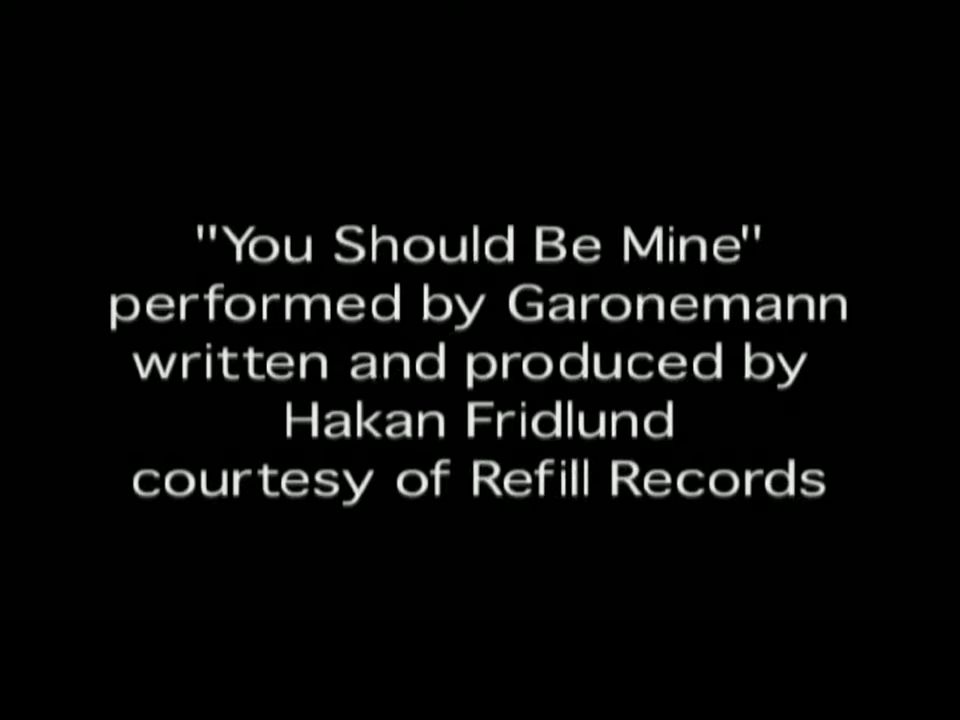 "You Should Be Mine"
performed by Garonemann
written and produced by
Hakan Fridlund
courtesy of Refill Records